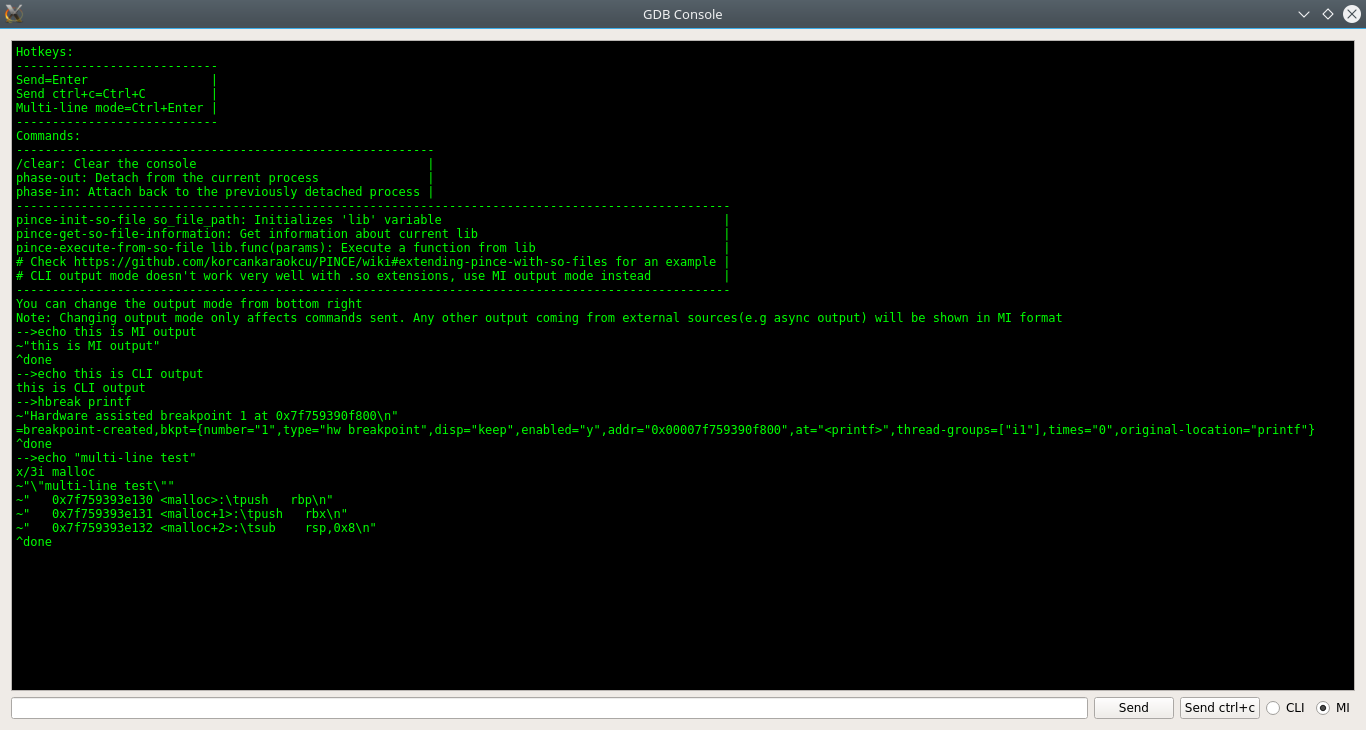 GDB Console
Hotkeys:
----------------------------
Send=Enter                 |
Send ctrl+c=Ctrl+C         |
Multi-line mode=Ctrl+Enter |
----------------------------
Commands:
----------------------------------------------------------
/clear: Clear the console                                |
phase-out: Detach from the current process               |
phase-in: Attach back to the previously detached process |
---------------------------------------------------------------------------------------------------
pince-init-so-file so_file_path: Initializes 'lib' variable                                       |
pince-get-so-file-information: Get information about current lib                                  |
pince-execute-from-so-file lib.func(params): Execute a function from lib                          |
# Check https://github.com/korcankaraokcu/PINCE/wiki#extending-pince-with-so-files for an example |
# CLI output mode doesn't work very well with .so extensions, use MI output mode instead          |
---------------------------------------------------------------------------------------------------
You can change the output mode from bottom right
Note: Changing output mode only affects commands sent. Any other output coming from external sources(e.g async output) will be shown in MI format
-->echo this is MI output
~"this is MI output"
^done
-->echo this is CLI output
this is CLI output
-->hbreak printf
~"Hardware assisted breakpoint 1 at 0x7f759390f800\n"
=breakpoint-created,bkpt={number="1",type="hw breakpoint",disp="keep",enabled="y",addr="0x00007f759390f800",at="<printf>",thread-groups=["i1"],times="0",original-location="printf"}
^done
-->echo "multi-line test"
x/3i malloc
~"\"multi-line test\""
~"   0x7f759393e130 <malloc>:\tpush   rbp\n"
~"   0x7f759393e131 <malloc+1>:\tpush   rbx\n"
~"   0x7f759393e132 <malloc+2>:\tsub    rsp,0x8\n"
^done
Send Send ctrl+c CLI MI